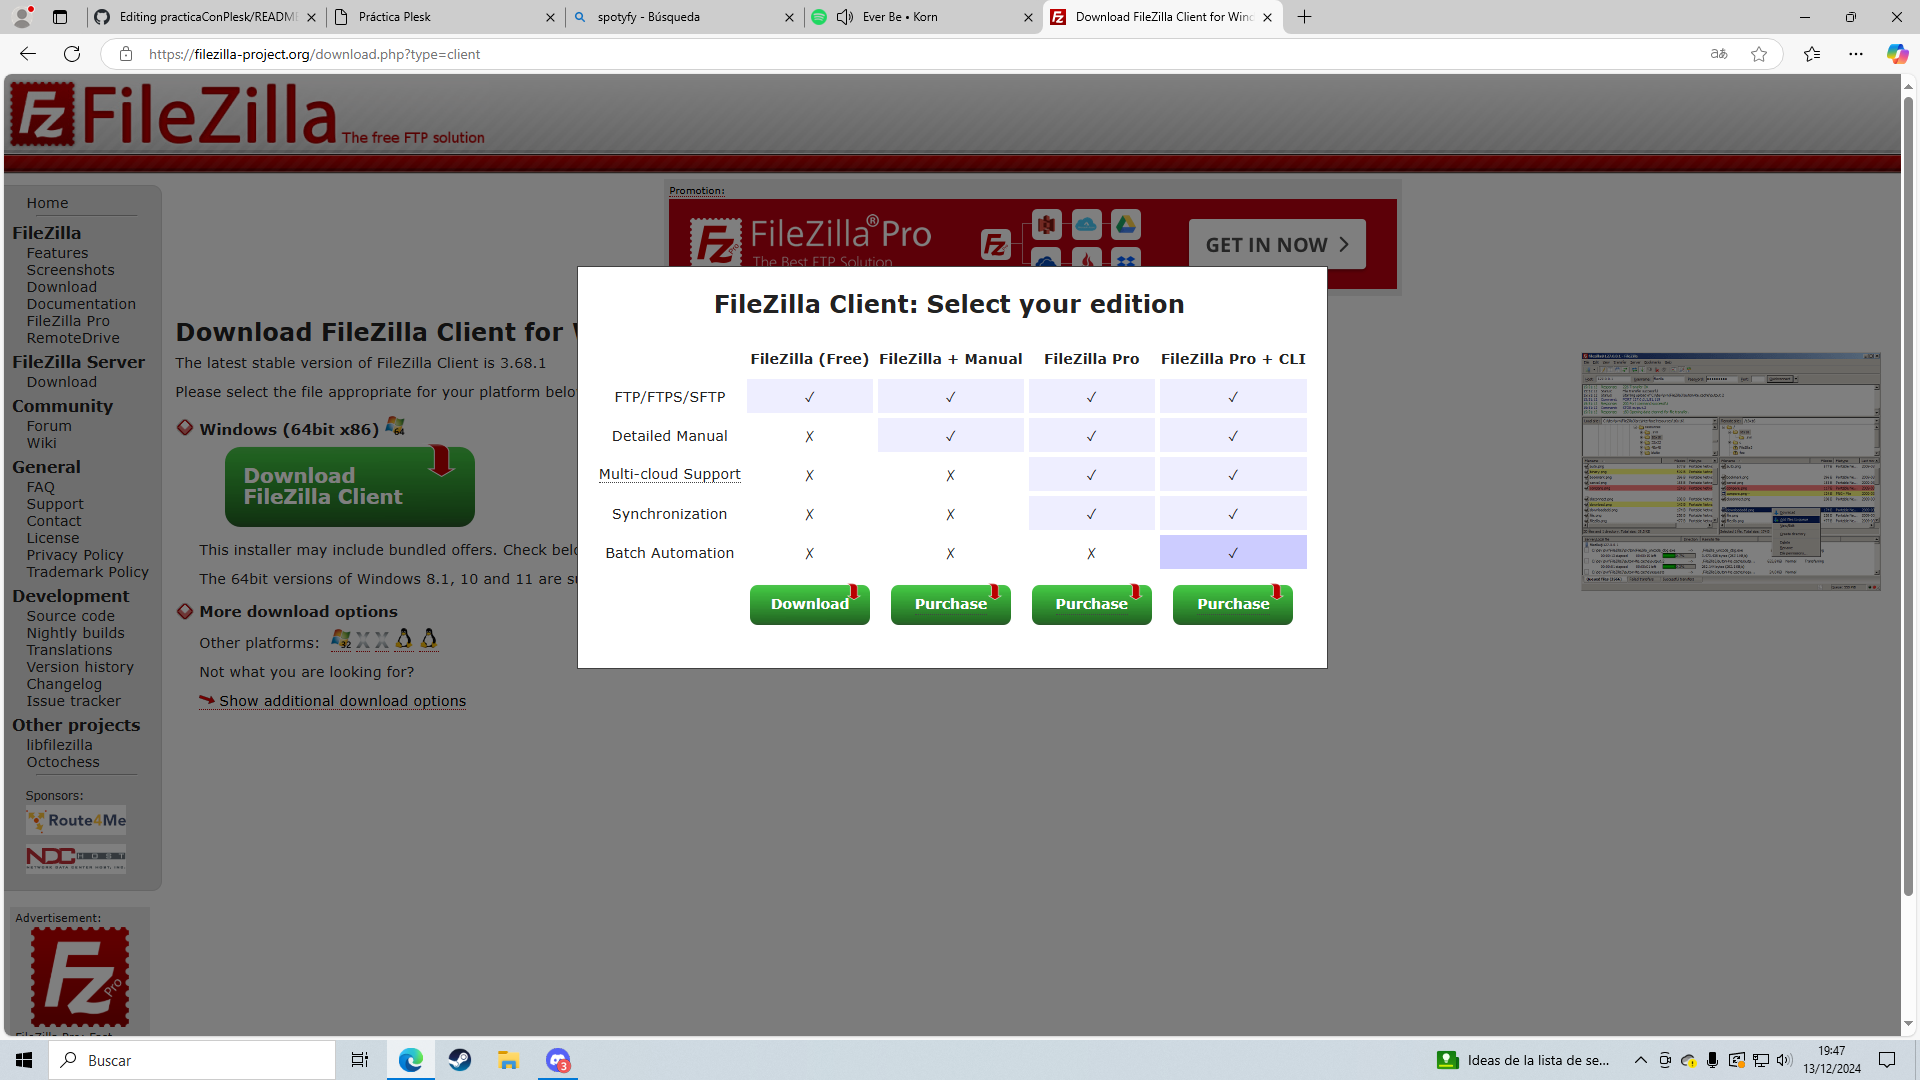 Editing practicaConPlesk/READM
Práctica Plesk
spotyfy - Búsqueda
Ever Be • Korn
Download FileZilla Client for Win
https://filezilla-project.org/download.php?type=client
FileZilla The free FTP solution
Home
FileZilla
Features
Screenshots
Download
Documentation
FileZilla Pro
RemoteDrive
FileZilla Server
Download
Community
Forum
Wiki
General
FAQ
Support
Contact
License
Privacy Policy
Trademark Policy
Development
Source code
Nightly builds
Translations
Version history
Changelog
Issue tracker
Other projects
libfilezilla
Octochess
Sponsors:
Route4Me
NDC HOST
Advertisement:
Fz Pro
Promotion:
FileZilla® Pro
The Best FTP Solution
GET IN NOW
Download FileZilla Client for
The latest stable version of FileZilla Client is 3.68.1
Please select the file appropriate for your platform belo
Windows (64bit x86)
Download
FileZilla Client
This installer may include bundled offers. Check bel
The 64bit versions of Windows 8.1, 10 and 11 are su
More download options
Other platforms:
Not what you are looking for?
Show additional download options
FileZilla Client: Select your edition
FileZilla (Free) FileZilla + Manual FileZilla Pro FileZilla Pro + CLI
FTP/FTPS/SFTP ✓ ✓ ✓ ✓
Detailed Manual ✗ ✓ ✓ ✓
Multi-cloud Support ✗ ✗ ✓ ✓
Synchronization ✗ ✗ ✓ ✓
Batch Automation ✗ ✗ ✗ ✓
Download Purchase Purchase Purchase
Buscar
3
Ideas de la lista de se...
19:47
13/12/2024